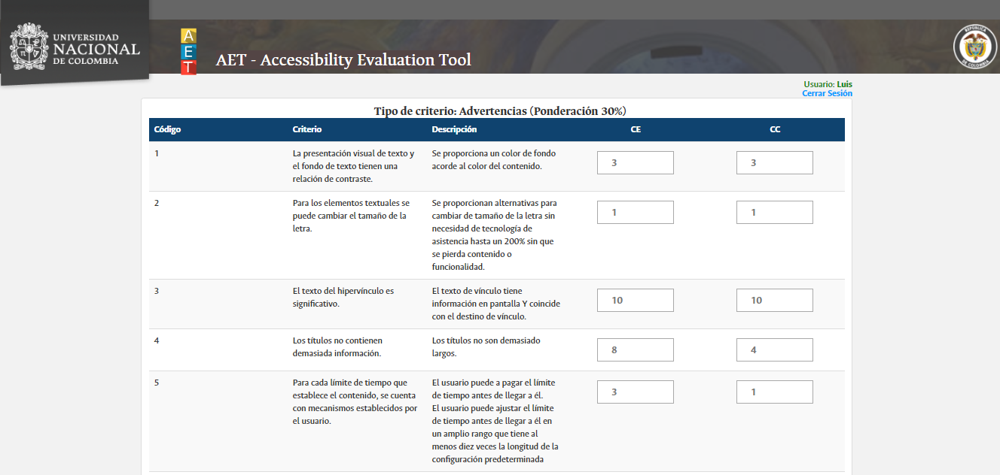 UNIVERSIDAD
NACIONAL
DE COLOMBIA
A
E
T
AET - Accessibility Evaluation Tool
REPÚBLICA
DE COLOMBIA
Usuario: Luis
Cerrar Sesión
Tipo de criterio: Advertencias (Ponderación 30%)
Código Criterio Descripción CE CC
1
La presentación visual de texto y
el fondo de texto tienen una
relación de contraste.
Se proporciona un color de fondo
acorde al color del contenido.
3
3
2
Para los elementos textuales se
puede cambiar el tamaño de la
letra.
Se proporcionan alternativas para
cambiar de tamaño de la letra sin
necesidad de tecnología de
asistencia hasta un 200% sin que
se pierda contenido o
funcionalidad.
1
1
3
El texto del hipervínculo es
significativo.
El texto de vínculo tiene
información en pantalla Y coincide
con el destino de vínculo.
10
10
4
Los títulos no contienen
demasiada información.
Los títulos no son demasiado
largos.
8
4
5
Para cada límite de tiempo que
establece el contenido, se cuenta
con mecanismos establecidos por
el usuario.
El usuario puede a pagar el límite
de tiempo antes de llegar a él.
El usuario puede ajustar el límite
de tiempo antes de llegar a él en
un amplio rango que tiene al
menos diez veces la longitud de la
configuración predeterminada
3
1